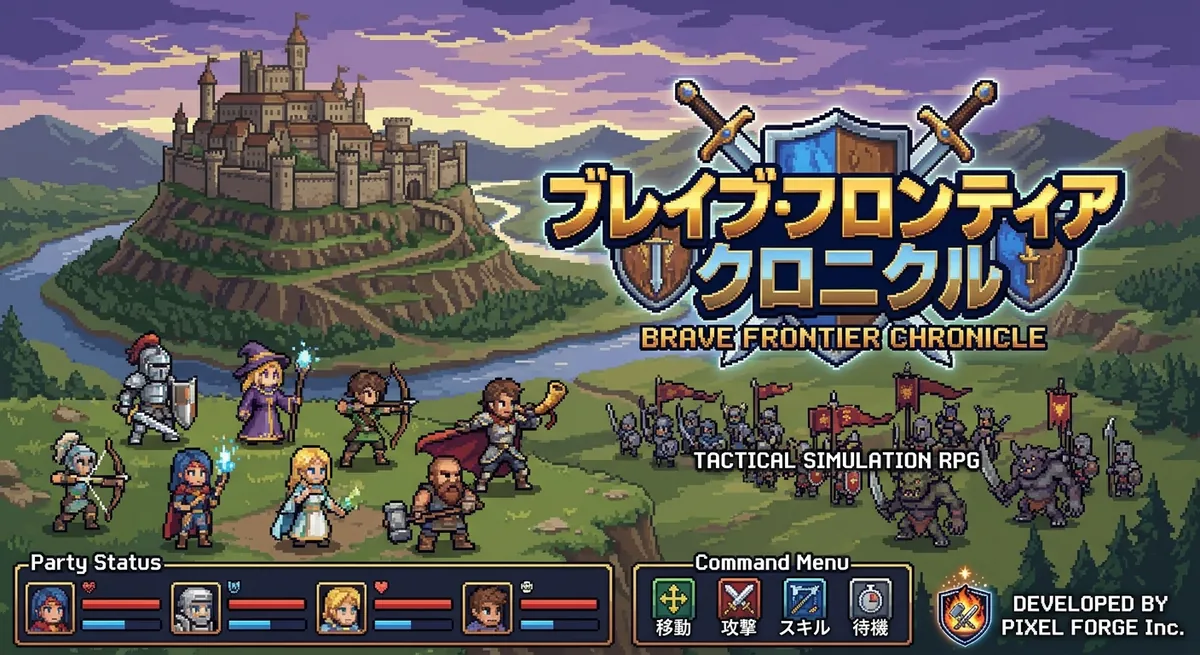 ブレイブ・フロンティア
クロニクル
BRAVE FRONTIER CHRONICLE
TACTICAL SIMULATION RPG
Party Status
Command Menu
移動
攻撃
スキル
待機
DEVELOPED BY
PIXEL FORGE Inc.